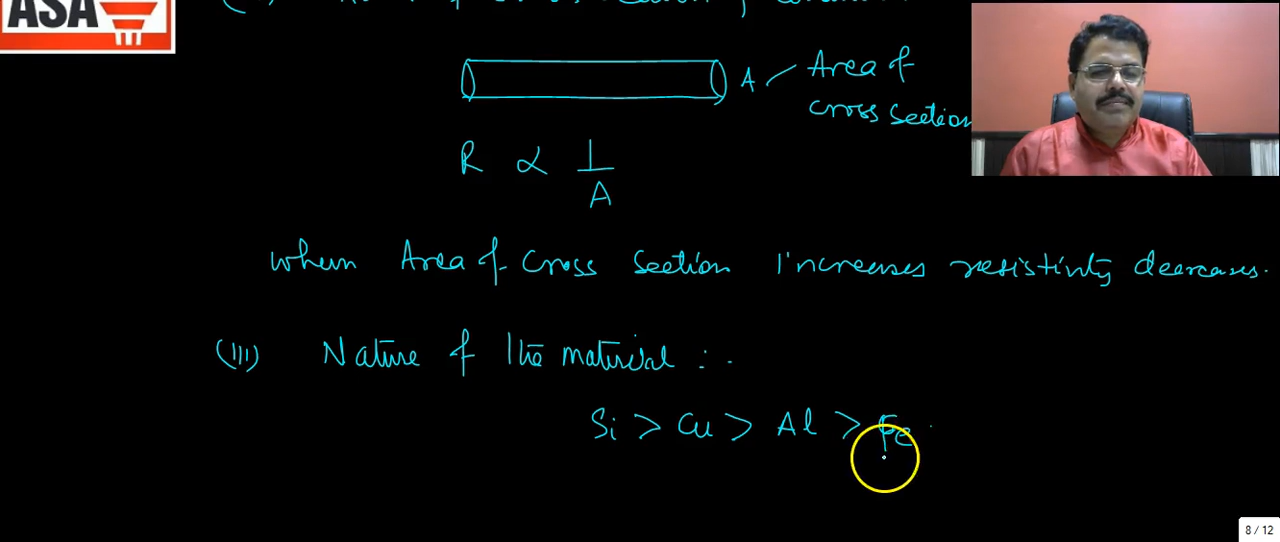 ASA
A Area of
cross section
R ∝ 1/A
when Area of cross section increases resistivity decreases.
(III) Nature of the material :-
Si > Cu > Al > Fe
8 / 12